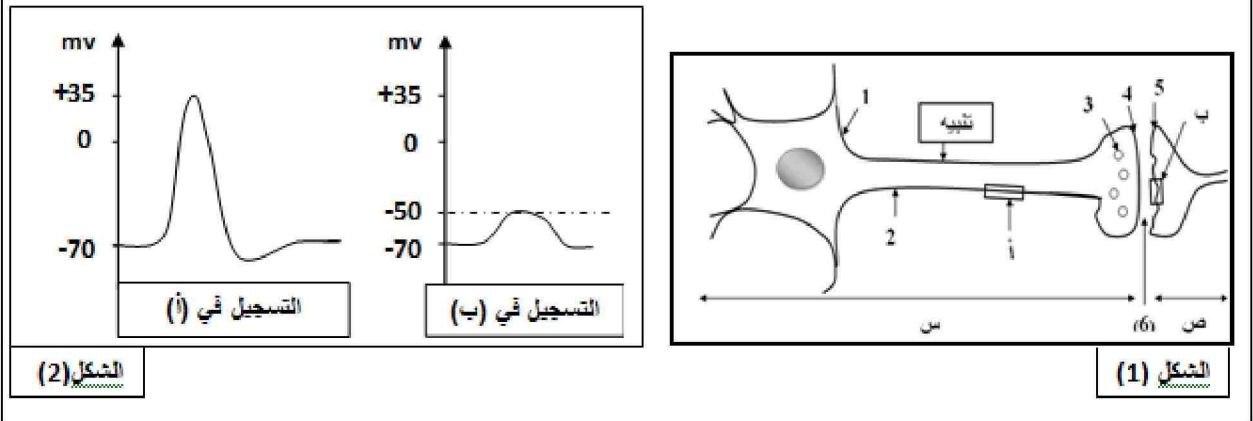 mv
+35
0
-70
التسجيل في (أ)
mv
+35
0
-50
-70
التسجيل في (ب)
الشكل(2)
1
تنبيه
3
4
5
ب
2
أ
س
(6)
ص
الشكل (1)